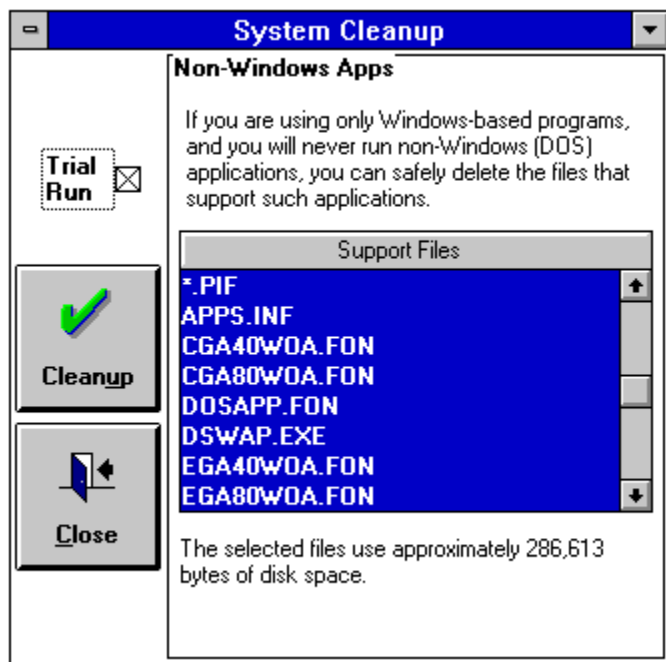 System Cleanup
Non-Windows Apps
If you are using only Windows-based programs,
and you will never run non-Windows (DOS)
applications, you can safely delete the files that
support such applications.
Trial
Run
Support Files
*.PIF
APPS.INF
CGA40WOA.FON
CGA80WOA.FON
DOSAPP.FON
DSWAP.EXE
EGA40WOA.FON
EGA80WOA.FON
Cleanup
Close
The selected files use approximately 286,613
bytes of disk space.